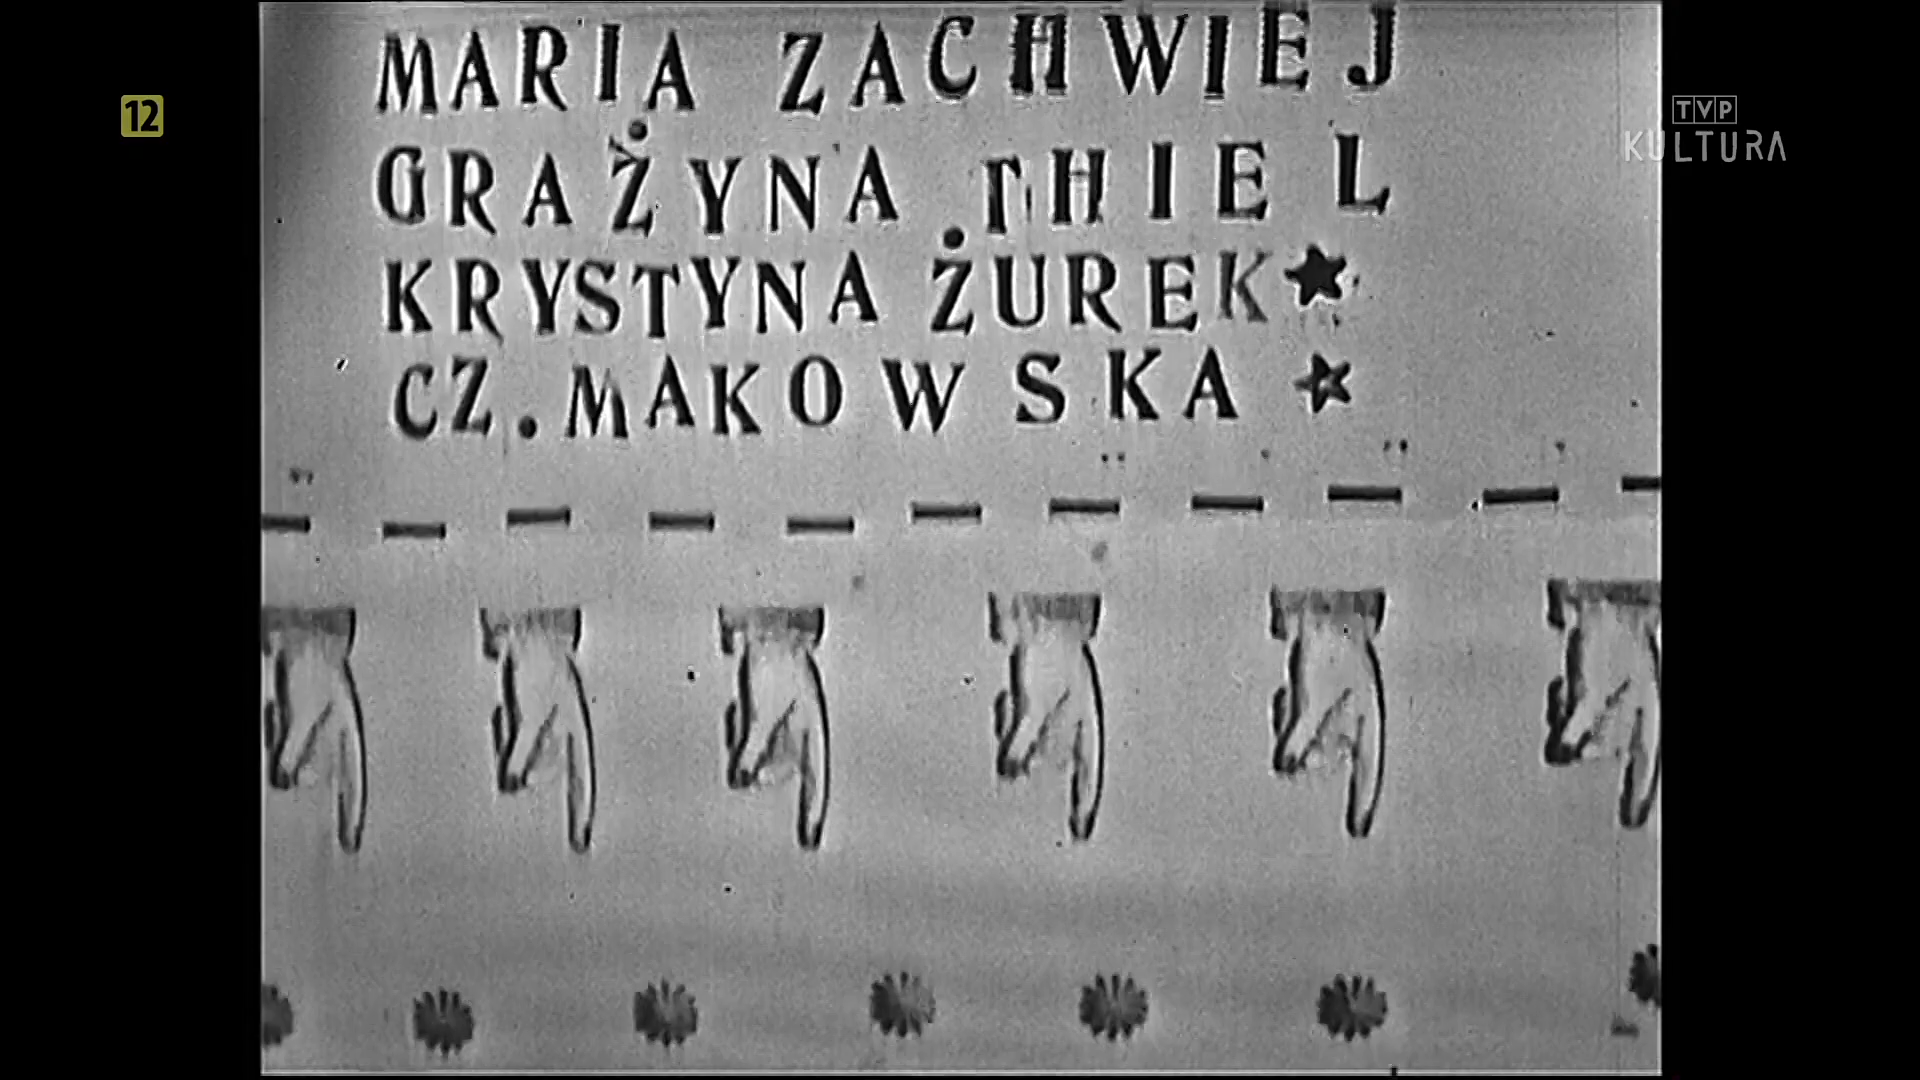 MARIA ZACHWIEJ
12
TVP
KULTURA
GRAŻYNA THIEL
KRYSTYNA ŻUREK
CZ. MAKOWSKA